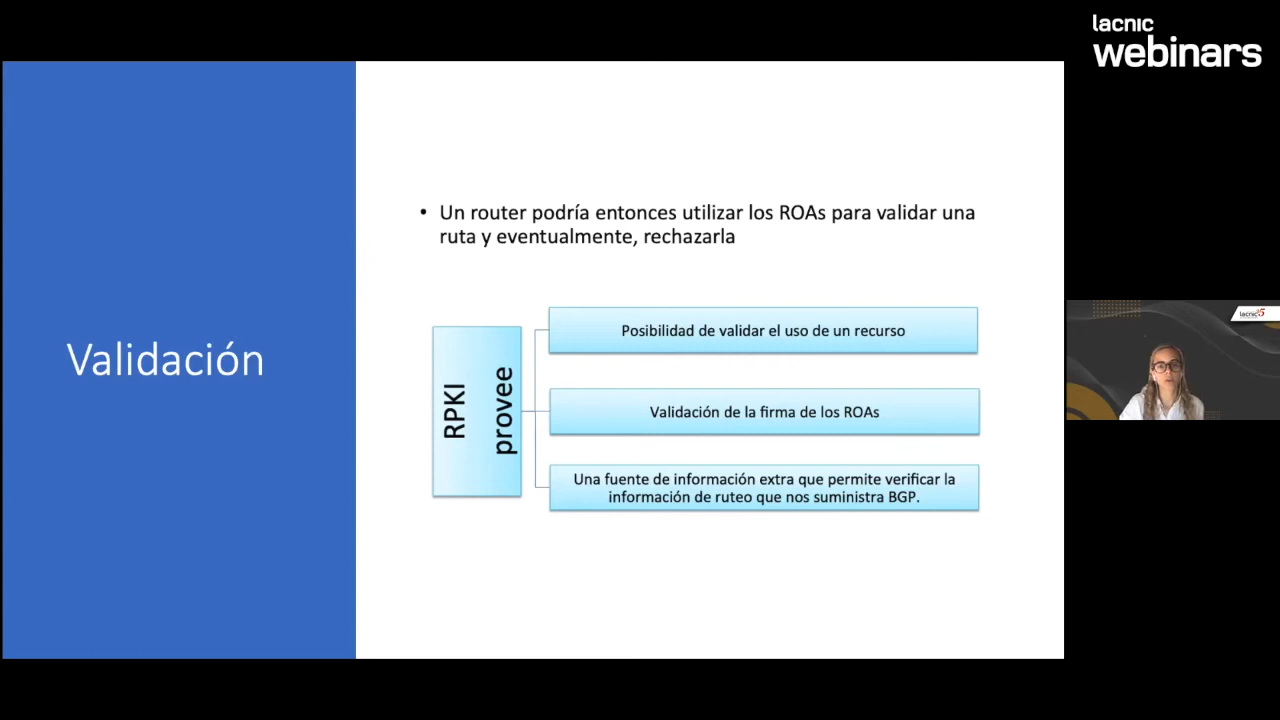 lacnic
webinars
Validación
• Un router podría entonces utilizar los ROAs para validar una
ruta y eventualmente, rechazarla
RPKI
provee
Posibilidad de validar el uso de un recurso
Validación de la firma de los ROAs
Una fuente de información extra que permite verificar la
información de ruteo que nos suministra BGP.
lacnic